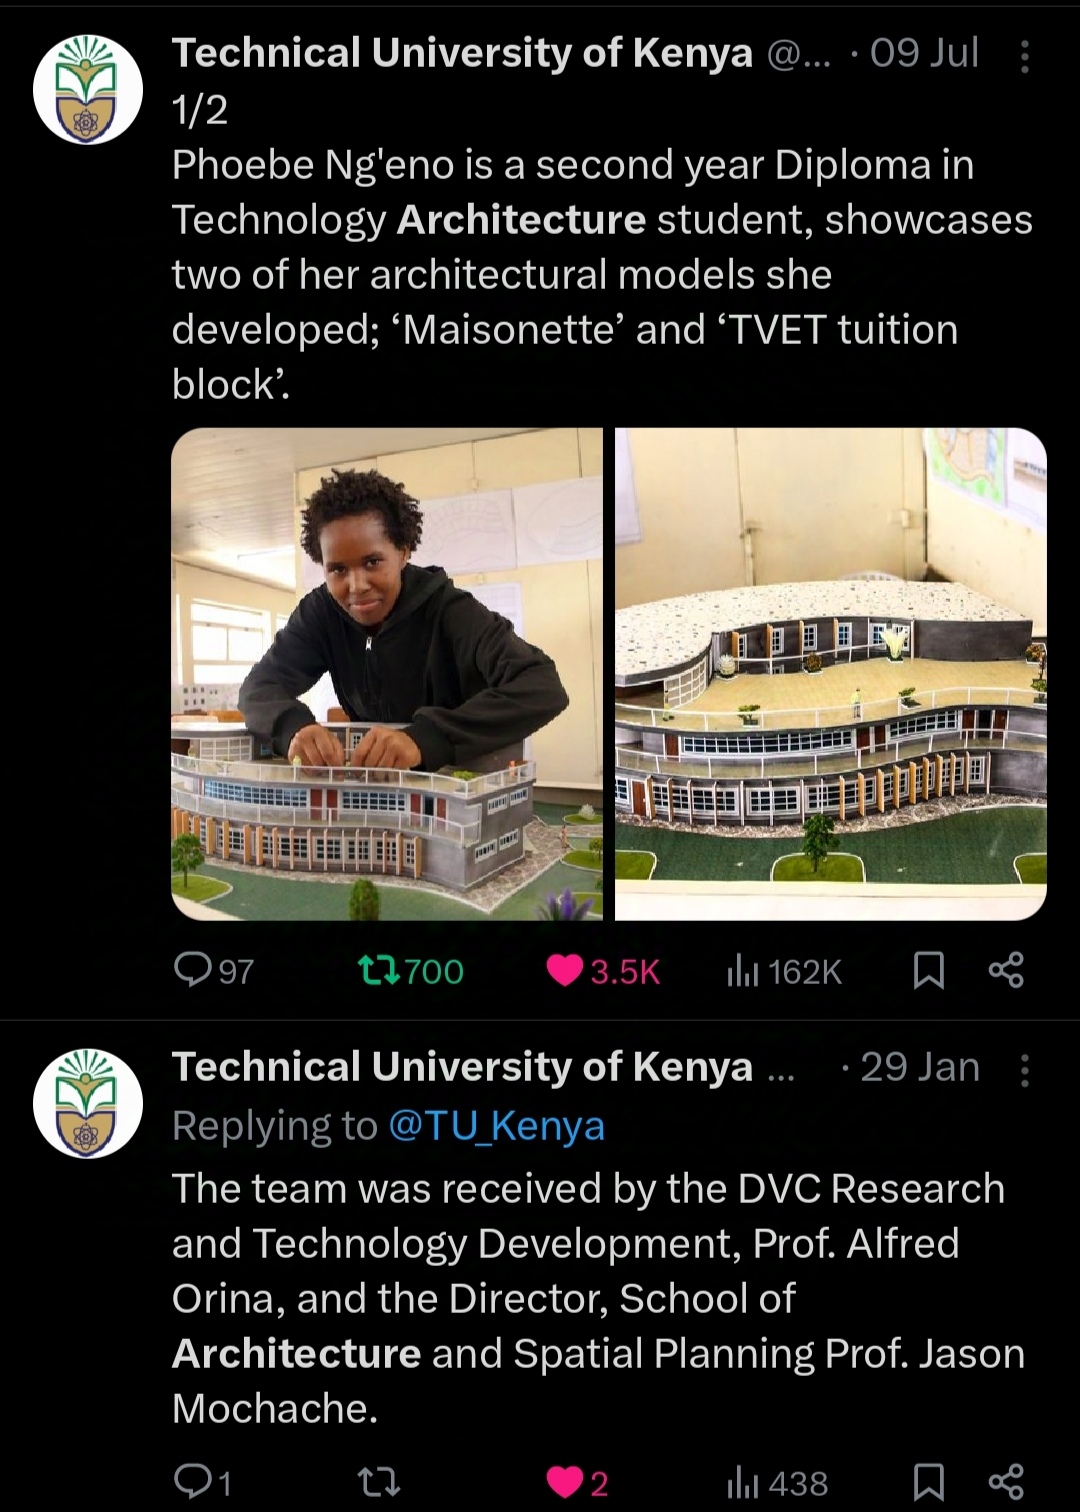 Technical University of Kenya @... · 09 Jul
1/2
Phoebe Ng'eno is a second year Diploma in
Technology Architecture student, showcases
two of her architectural models she
developed; ‘Maisonette’ and ‘TVET tuition
block’.
97 700 3.5K 162K
Technical University of Kenya ... · 29 Jan
Replying to @TU_Kenya
The team was received by the DVC Research
and Technology Development, Prof. Alfred
Orina, and the Director, School of
Architecture and Spatial Planning Prof. Jason
Mochache.
1 2 438